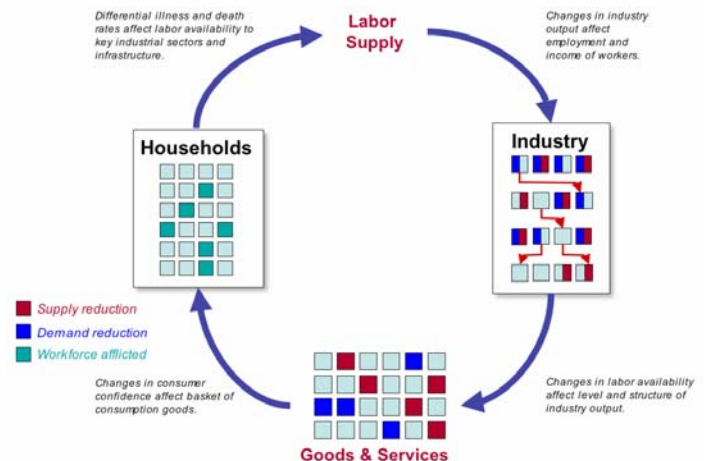 Differential illness and death
rates affect labor availability to
key industrial sectors and
infrastructure.
Labor
Supply
Changes in industry
output affect
employment and
income of workers.
Households
Industry
Supply reduction
Demand reduction
Workforce afflicted
Changes in consumer
confidence affect basket of
consumption goods.
Changes in labor availability
affect level and structure of
industry output.
Goods & Services